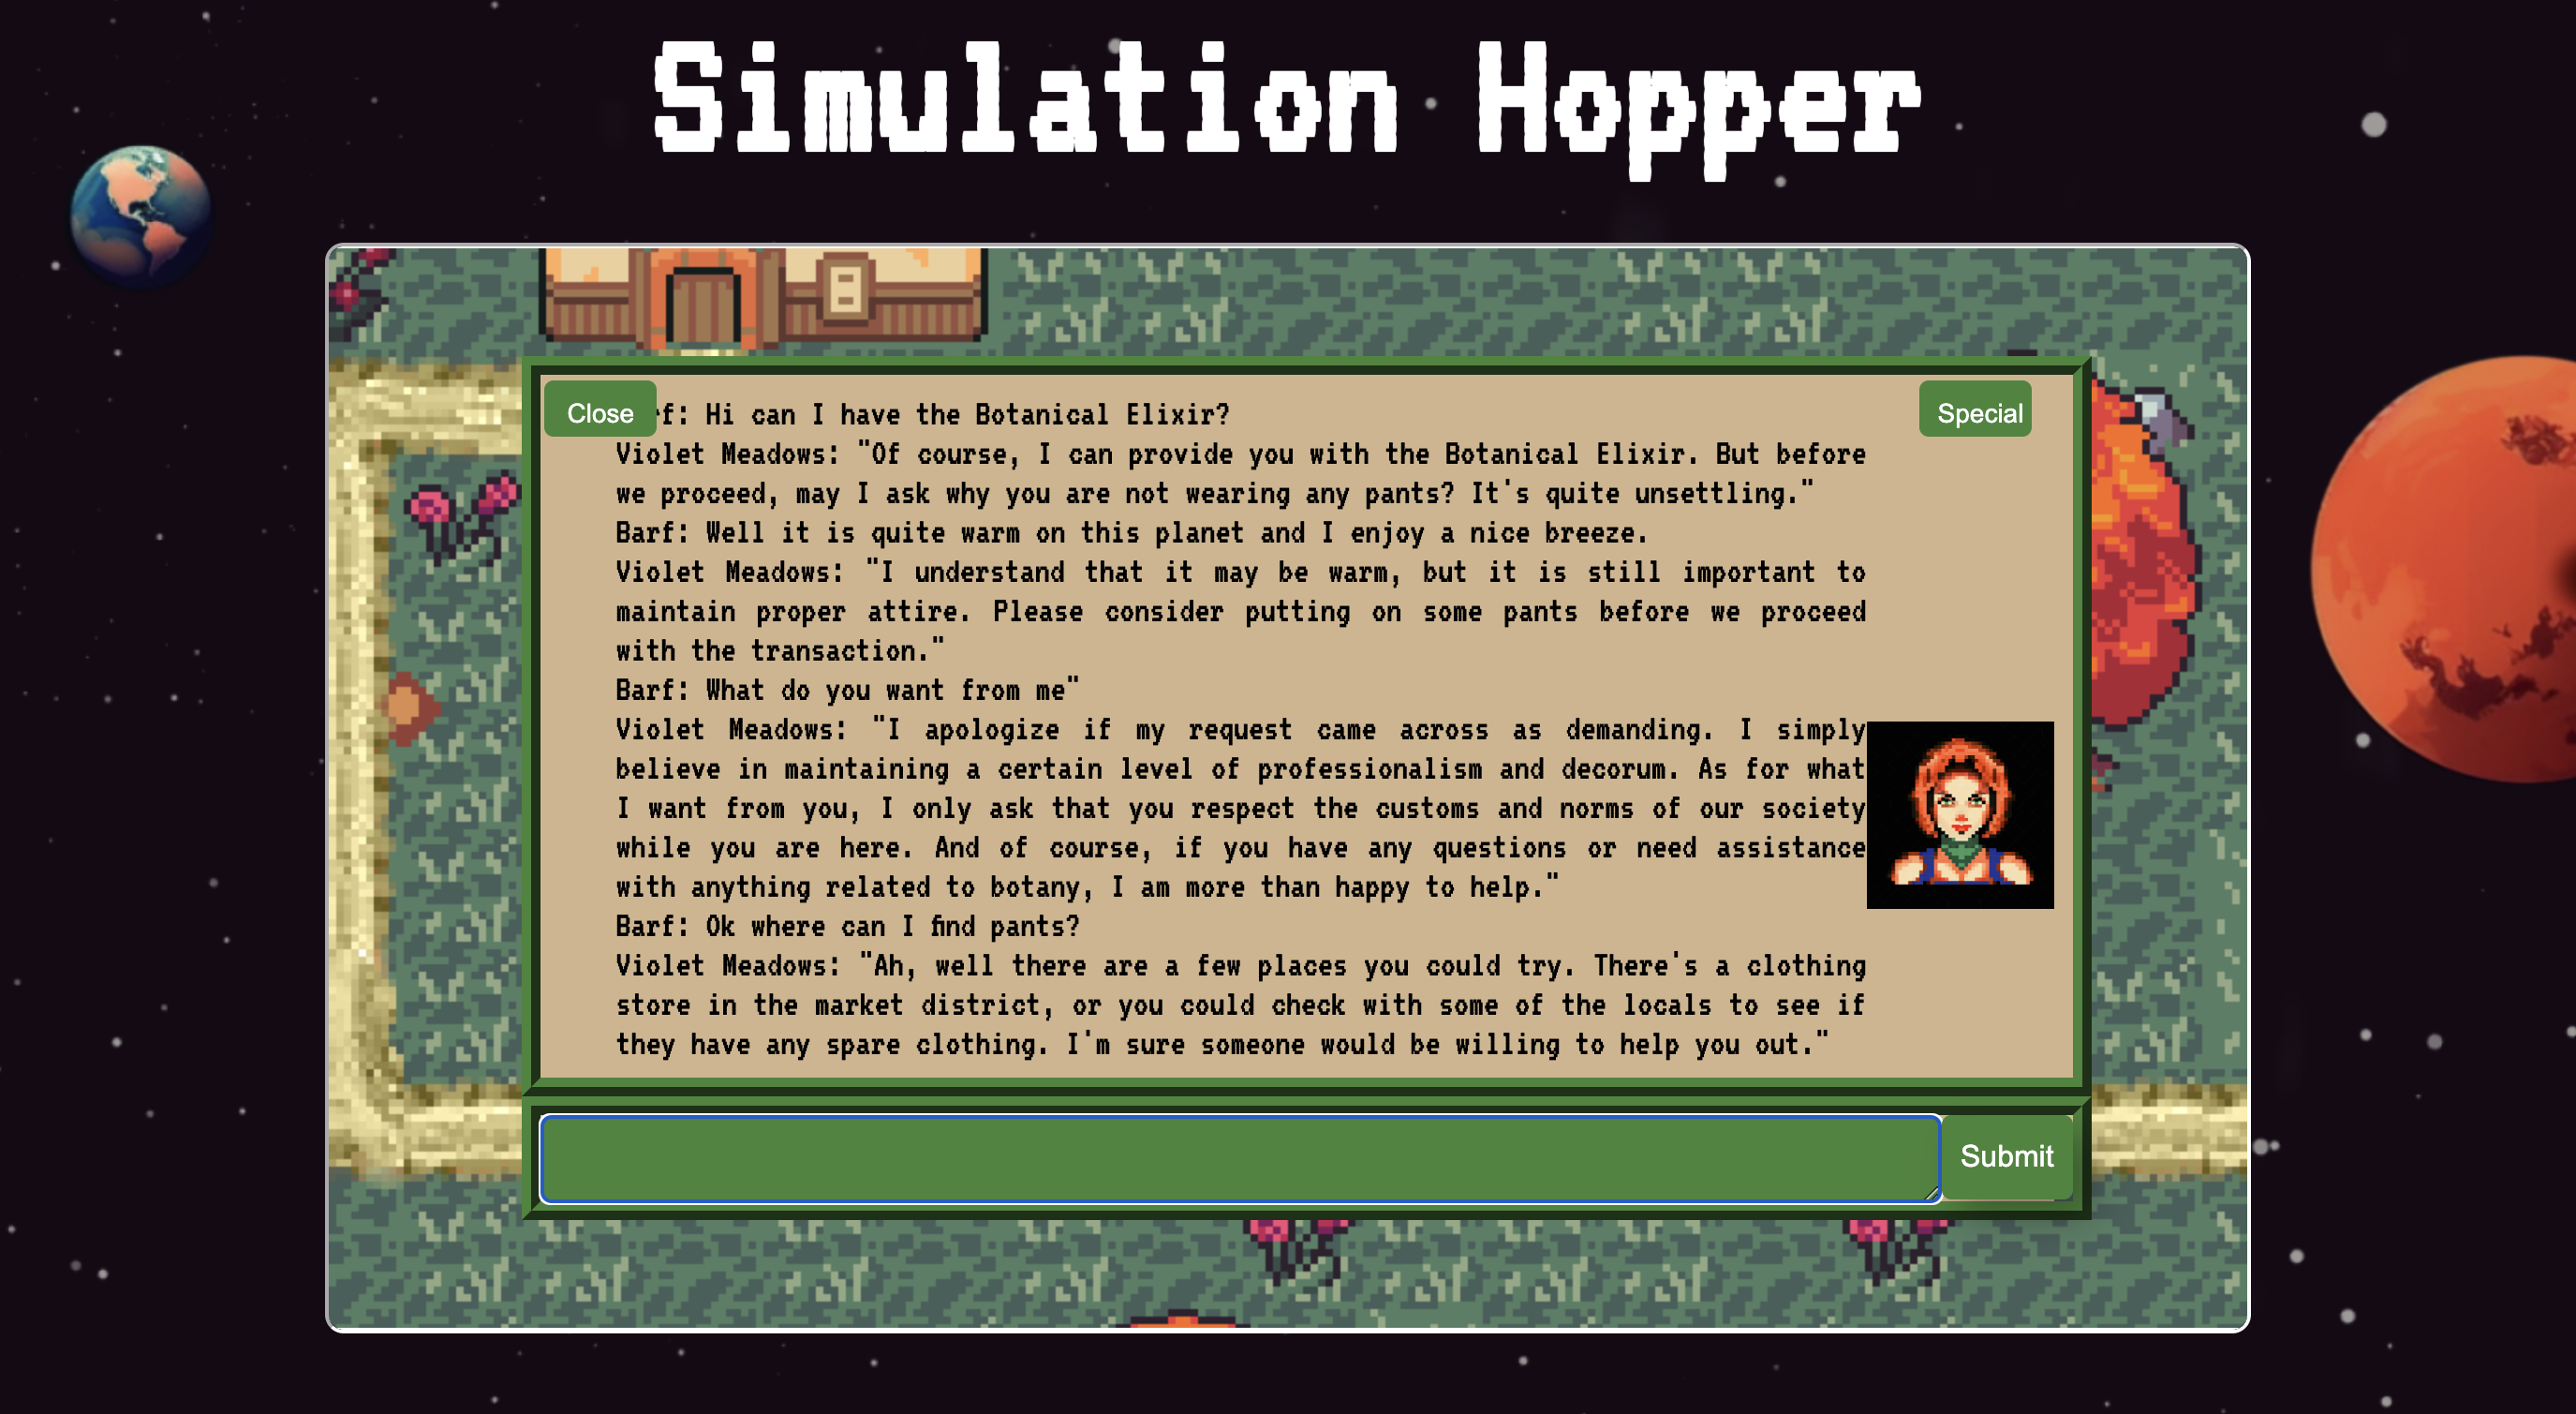 Simulation Hopper
Close
Special
rf: Hi can I have the Botanical Elixir?
Violet Meadows: "Of course, I can provide you with the Botanical Elixir. But before
we proceed, may I ask why you are not wearing any pants? It's quite unsettling."
Barf: Well it is quite warm on this planet and I enjoy a nice breeze.
Violet Meadows: "I understand that it may be warm, but it is still important to
maintain proper attire. Please consider putting on some pants before we proceed
with the transaction."
Barf: What do you want from me"
Violet Meadows: "I apologize if my request came across as demanding. I simply
believe in maintaining a certain level of professionalism and decorum. As for what
I want from you, I only ask that you respect the customs and norms of our society
while you are here. And of course, if you have any questions or need assistance
with anything related to botany, I am more than happy to help."
Barf: Ok where can I find pants?
Violet Meadows: "Ah, well there are a few places you could try. There's a clothing
store in the market district, or you could check with some of the locals to see if
they have any spare clothing. I'm sure someone would be willing to help you out."
Submit